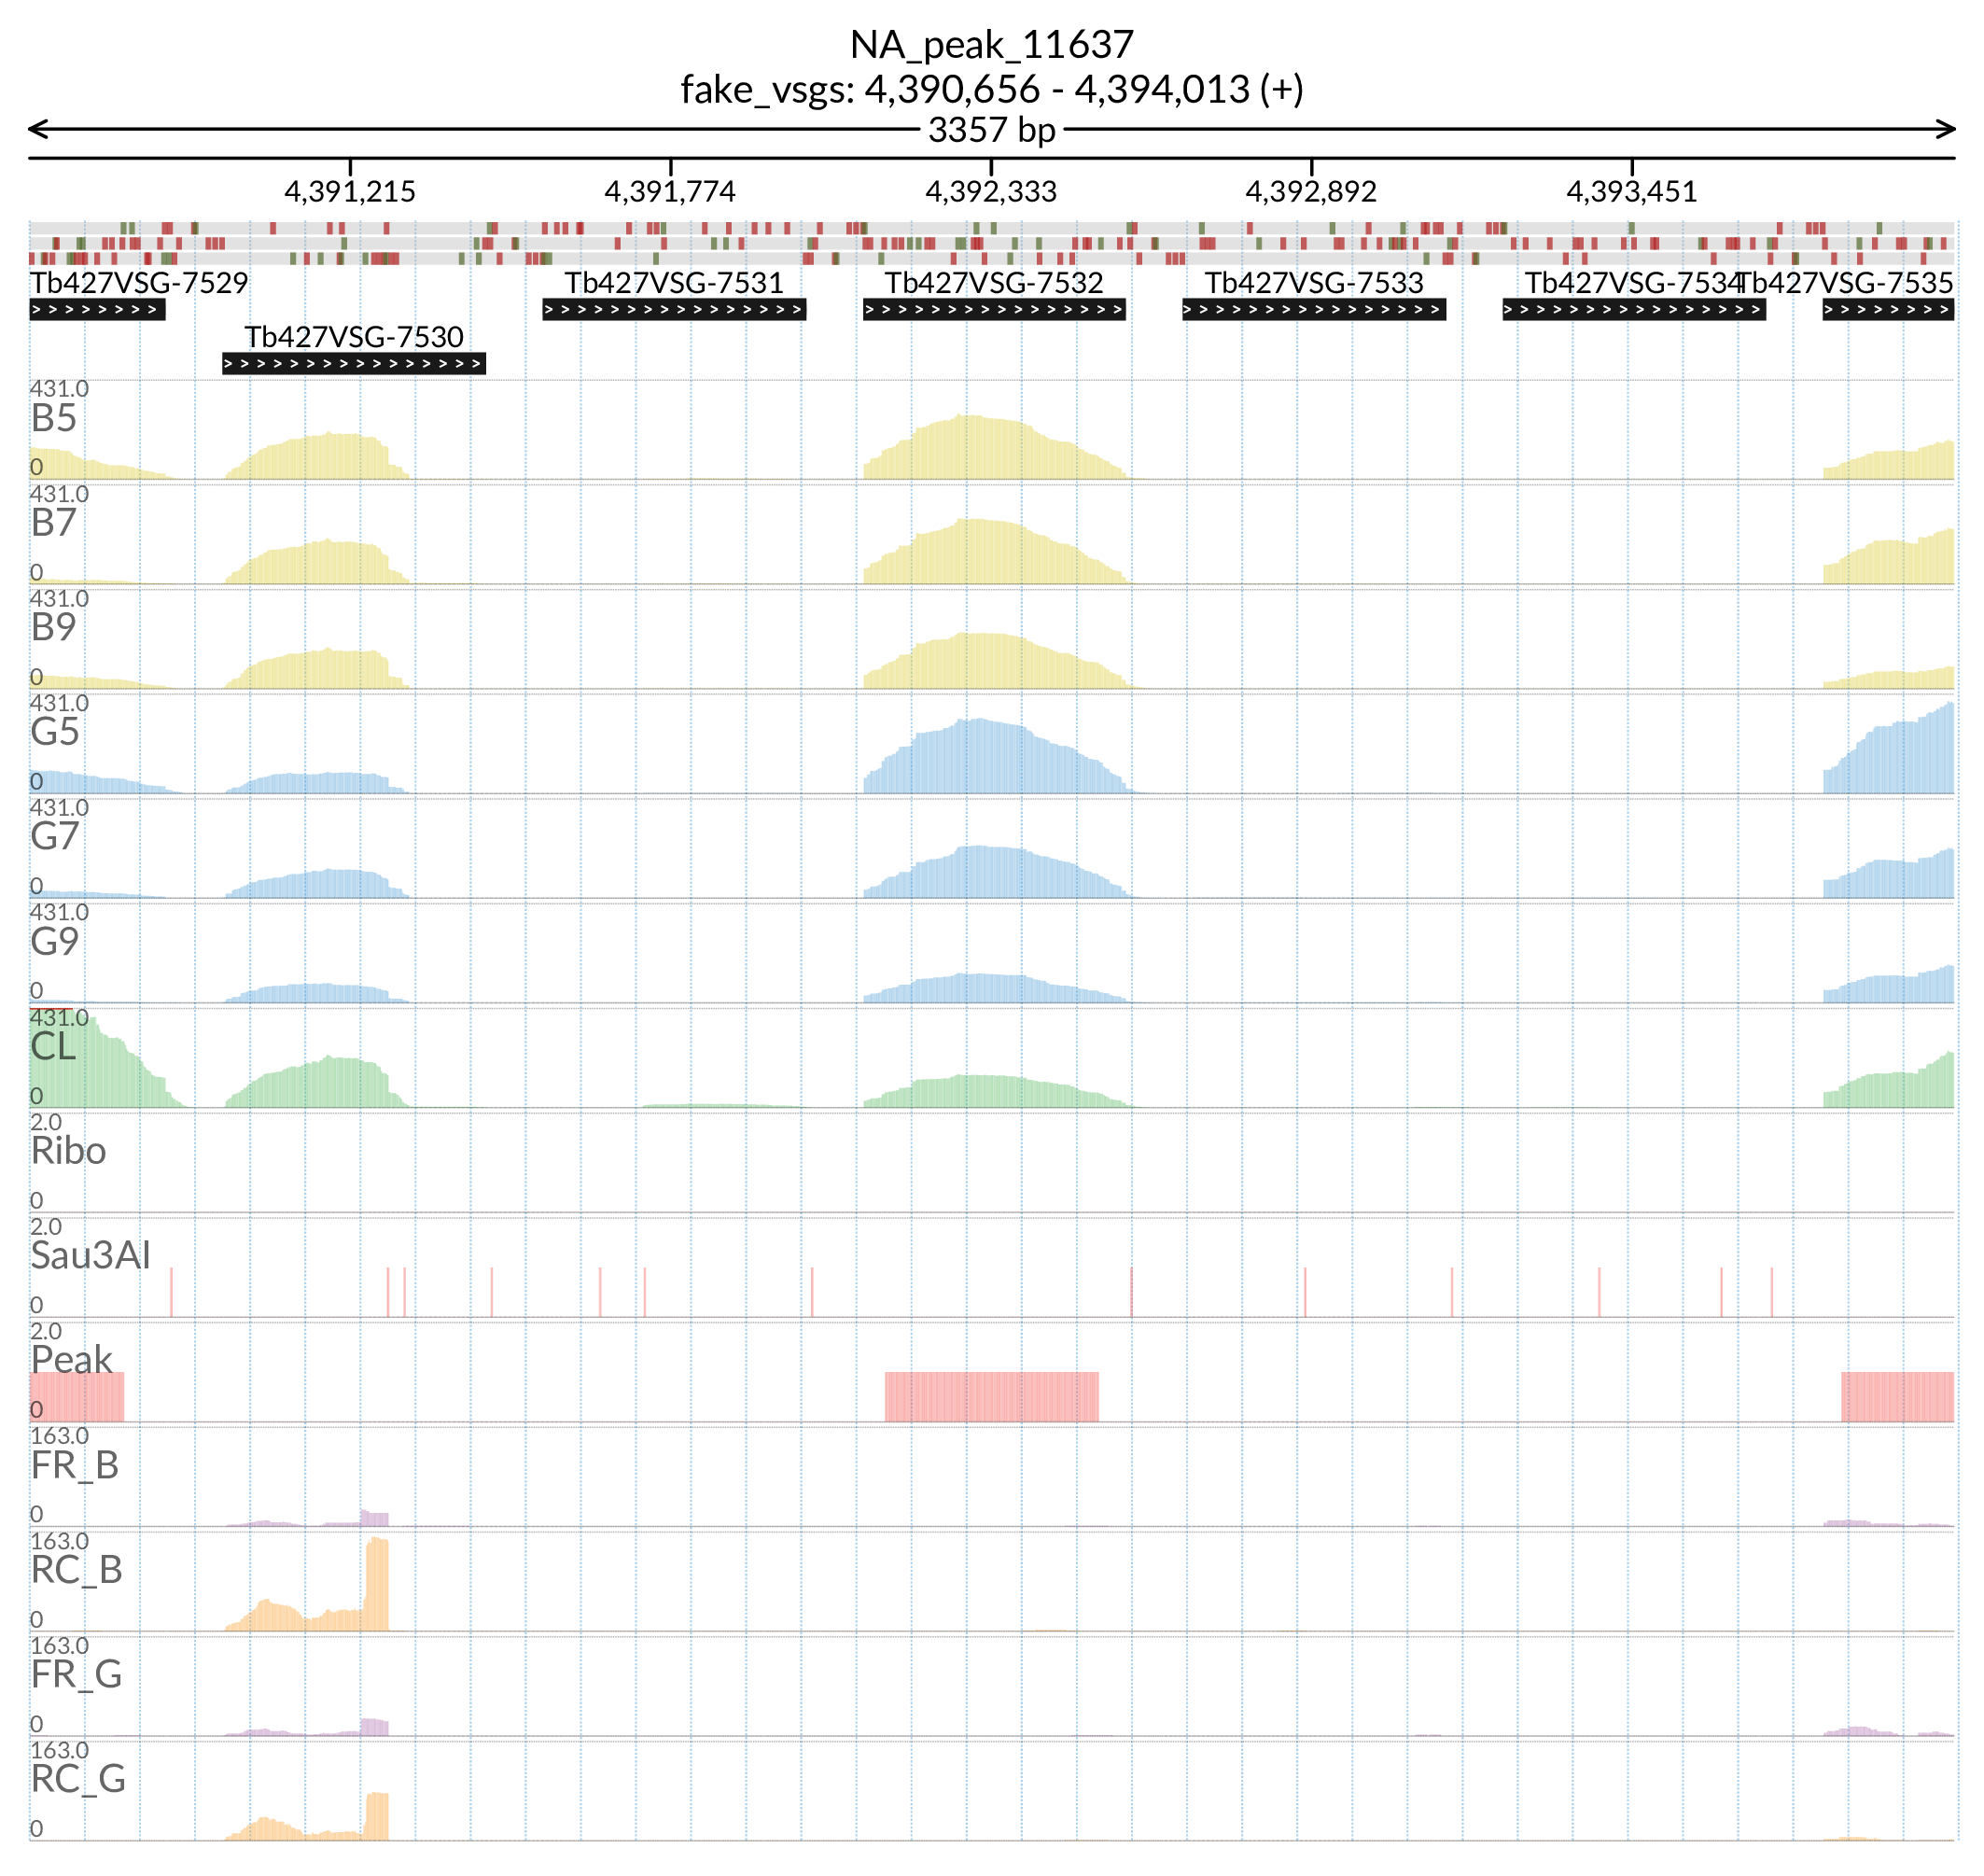 NA_peak_11637
fake_vsgs: 4,390,656 - 4,394,013 (+)
3357 bp
4,391,215 4,391,774 4,392,333 4,392,892 4,393,451
Tb427VSG-7529 Tb427VSG-7531 Tb427VSG-7532 Tb427VSG-7533 Tb427VSG-7534 Tb427VSG-7535
Tb427VSG-7530
431.0
B5
0
431.0
B7
0
431.0
B9
0
431.0
G5
0
431.0
G7
0
431.0
G9
0
431.0
CL
0
2.0
Ribo
0
2.0
Sau3AI
0
2.0
Peak
0
163.0
FR_B
0
163.0
RC_B
0
163.0
FR_G
0
163.0
RC_G
0